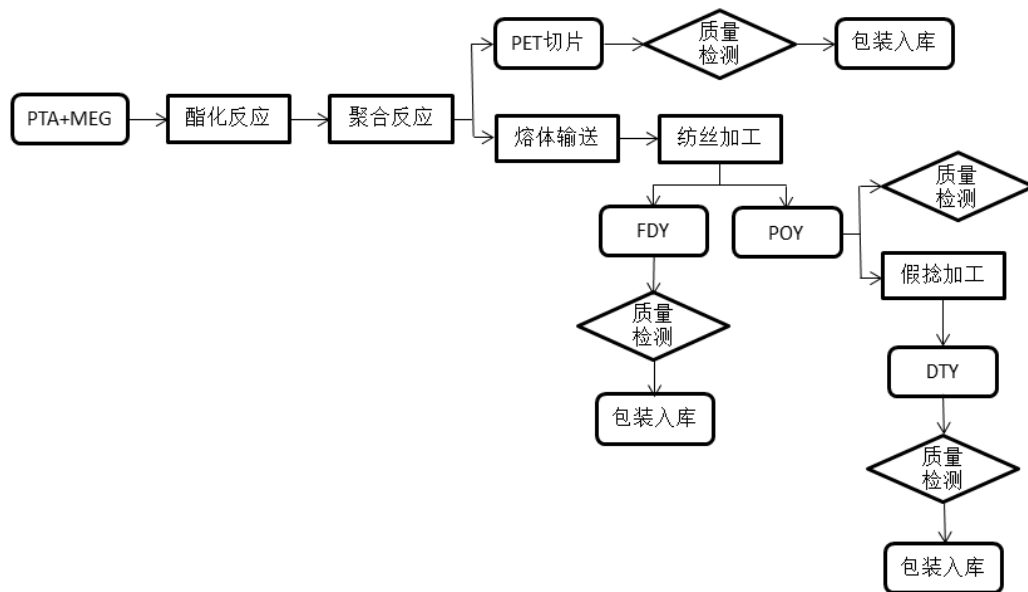 PET切片
质量
检测
包装入库
PTA+MEG
酯化反应
聚合反应
熔体输送
纺丝加工
质量
检测
FDY
POY
假捻加工
质量
检测
DTY
包装入库
质量
检测
包装入库